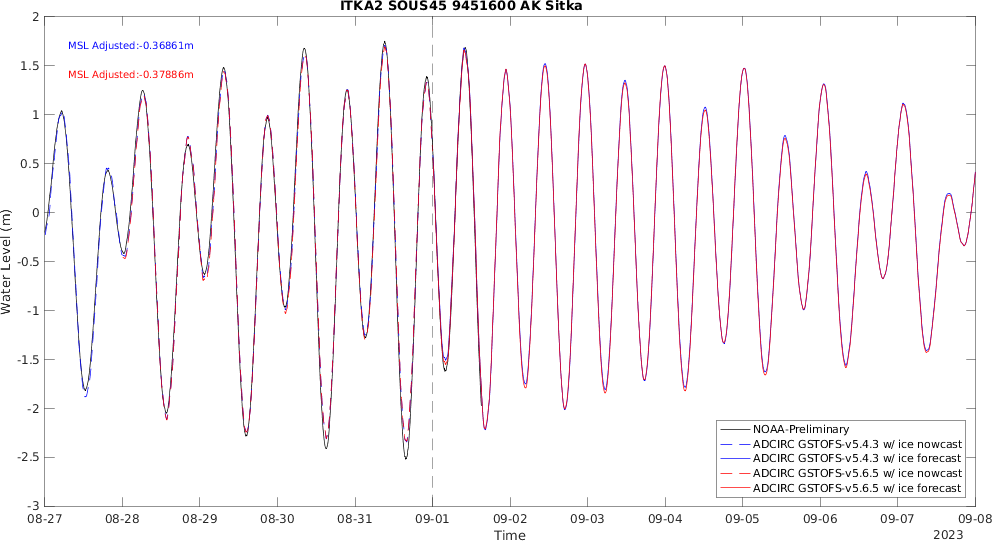 ITKA2 SOUS45 9451600 AK Sitka
2
1.5
1
0.5
0
-0.5
-1
-1.5
-2
-2.5
-3
Water Level (m)
MSL Adjusted:-0.36861m
MSL Adjusted:-0.37886m
NOAA-Preliminary
ADCIRC GSTOFS-v5.4.3 w/ ice nowcast
ADCIRC GSTOFS-v5.4.3 w/ ice forecast
ADCIRC GSTOFS-v5.6.5 w/ ice nowcast
ADCIRC GSTOFS-v5.6.5 w/ ice forecast
08-27 08-28 08-29 08-30 08-31 09-01 09-02 09-03 09-04 09-05 09-06 09-07 09-08
Time
2023